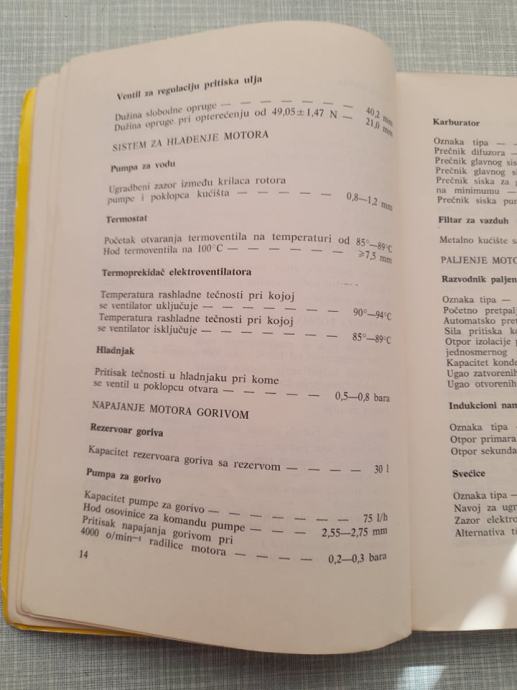 Ventil za regulaciju pritiska ulja
Dužina slobodne opruge — — — — — — 40,2 mm
Dužina opruge pri opterećenju od 49,05±1,47 N — — 21,0 mm
SISTEM ZA HLAĐENJE MOTORA
Pumpa za vodu
Ugradbeni zazor između krilaca rotora
pumpe i poklopca kućišta — — — — — 0,8—1,2 mm
Termostat
Početak otvaranja termoventila na temperaturi od 85°—89°C
Hod termoventila na 100°C — — — — — — ≥7,5 mm
Termoprekidač elektroventilatora
Temperatura rashladne tečnosti pri kojoj
se ventilator uključuje — — — — — — — 90°—94°C
Temperatura rashladne tečnosti pri kojoj
se ventilator isključuje — — — — — — — 85°—89°C
Hladnjak
Pritisak tečnosti u hladnjaku pri kome
se ventil u poklopcu otvara — — — — — 0,5—0,8 bara
NAPAJANJE MOTORA GORIVOM
Rezervoar goriva
Kapacitet rezervoara goriva sa rezervom — — — — 30 l
Pumpa za gorivo
Kapacitet pumpe za gorivo — — — — — — — 75 l/h
Hod osovinice za komandu pumpe — — — 2,55—2,75 mm
Pritisak napajanja gorivom pri
4000 o/min⁻¹ radilice motora — — — — 0,2—0,3 bara
14
Karburator
Oznaka tipa — —
Prečnik difuzora —
Prečnik glavnog sis
Prečnik glavnog s
Prečnik siska za
na minimumu —
Prečnik siska pus
Filtar za vazduh
Metalno kućište s
PALJENJE MOTO
Razvodnik paljen
Oznaka tipa —
Početno pretpal
Automatsko pret
Sila pritiska k
Otpor izolacije
jednosmernog
Kapacitet konde
Ugao zatvorenih
Ugao otvorenih
Indukcioni nam
Oznaka tipa
Otpor primara
Otpor sekunda
Svećice
Oznaka tipa —
Navoj za ugr
Zazor elektro
Alternativa ti